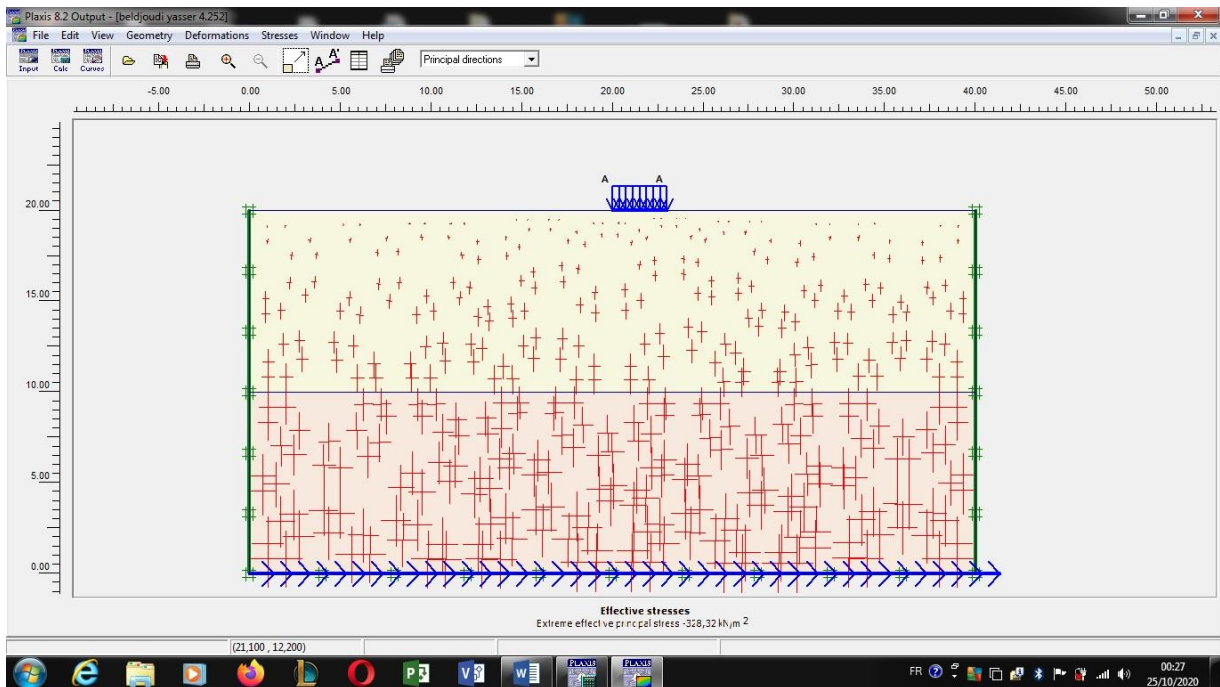 Plaxis 8.2 Output - [beldjoudi yasser 4.252]
File Edit View Geometry Deformations Stresses Window Help
Input Calc Curves Principal directions
-5.00 0.00 5.00 10.00 15.00 20.00 25.00 30.00 35.00 40.00 45.00 50.00
A A
20.00
15.00
10.00
5.00
0.00
Effective stresses
Extreme effective principal stress -328,32 kN/m 2
(21,100 , 12,200)
FR 00:27
25/10/2020